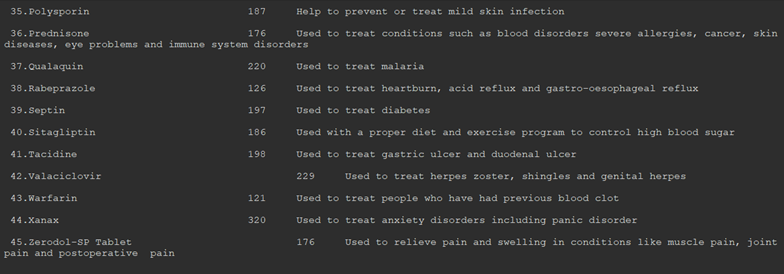 35.Polysporin 187 Help to prevent or treat mild skin infection
36.Prednisone 176 Used to treat conditions such as blood disorders severe allergies, cancer, skin
diseases, eye problems and immune system disorders
37.Qualaquin 220 Used to treat malaria
38.Rabeprazole 126 Used to treat heartburn, acid reflux and gastro-oesophageal reflux
39.Septin 197 Used to treat diabetes
40.Sitagliptin 186 Used with a proper diet and exercise program to control high blood sugar
41.Tacidine 198 Used to treat gastric ulcer and duodenal ulcer
42.Valaciclovir 229 Used to treat herpes zoster, shingles and genital herpes
43.Warfarin 121 Used to treat people who have had previous blood clot
44.Xanax 320 Used to treat anxiety disorders including panic disorder
45.Zerodol-SP Tablet 176 Used to relieve pain and swelling in conditions like muscle pain, joint
pain and postoperative  pain